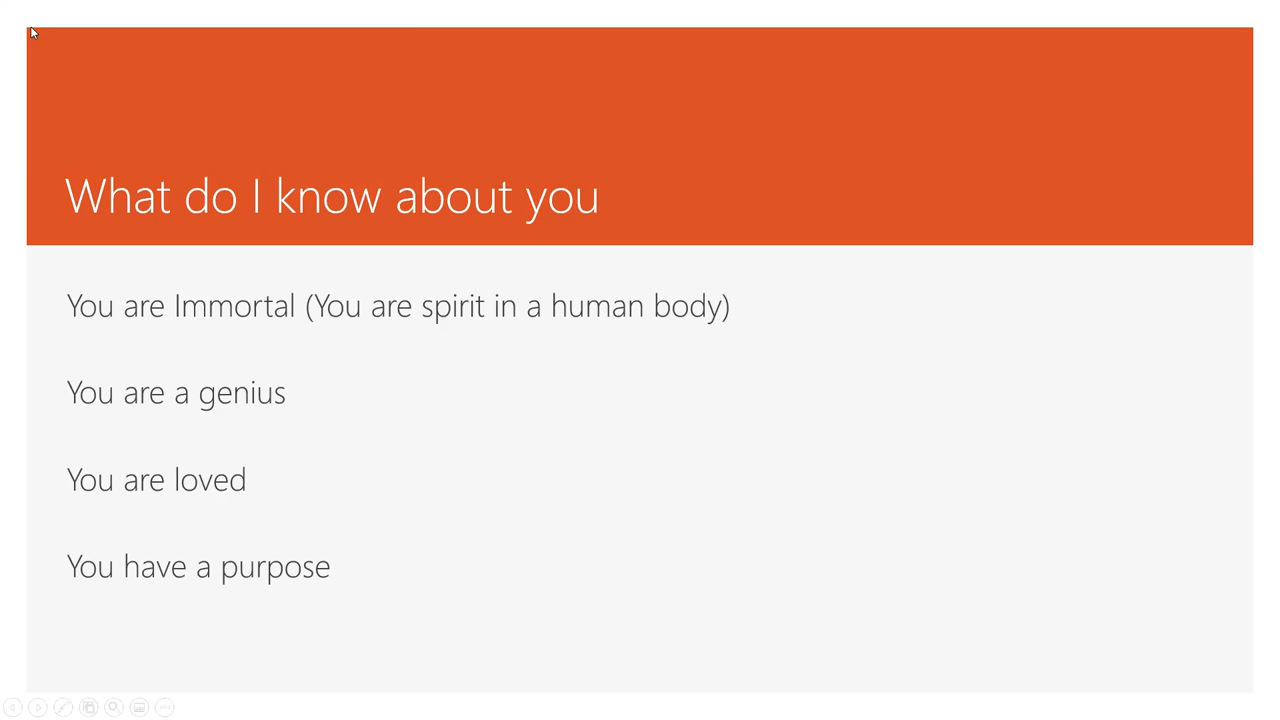 What do I know about you
You are Immortal (You are spirit in a human body)
You are a genius
You are loved
You have a purpose